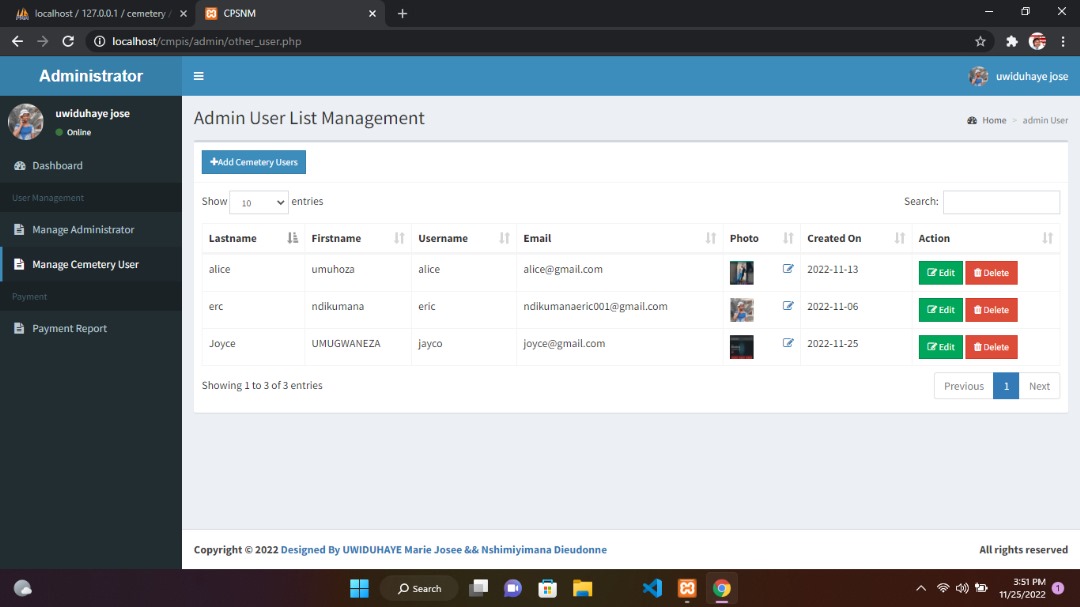 localhost / 127.0.0.1 / cemetery /
CPSNM
localhost/cmpis/admin/other_user.php
Administrator
uwiduhaye jose
uwiduhaye jose
Online
Dashboard
User Management
Manage Administrator
Manage Cemetery User
Payment
Payment Report
Admin User List Management
Home > admin User
+Add Cemetery Users
Show 10 entries
Search:
Lastname Firstname Username Email Photo Created On Action
alice umuhoza alice alice@gmail.com 2022-11-13 Edit Delete
erc ndikumana eric ndikumanaeric001@gmail.com 2022-11-06 Edit Delete
Joyce UMUGWANEZA jayco joyce@gmail.com 2022-11-25 Edit Delete
Showing 1 to 3 of 3 entries
Previous 1 Next
Copyright © 2022 Designed By UWIDUHAYE Marie Josee && Nshimiyimana Dieudonne
All rights reserved
Search
3:51 PM
11/25/2022
1